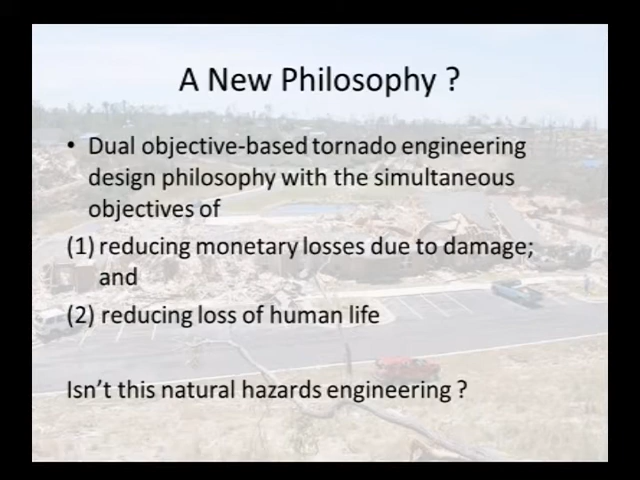 A New Philosophy ?
• Dual objective-based tornado engineering
design philosophy with the simultaneous
objectives of
(1) reducing monetary losses due to damage;
and
(2) reducing loss of human life
Isn't this natural hazards engineering ?